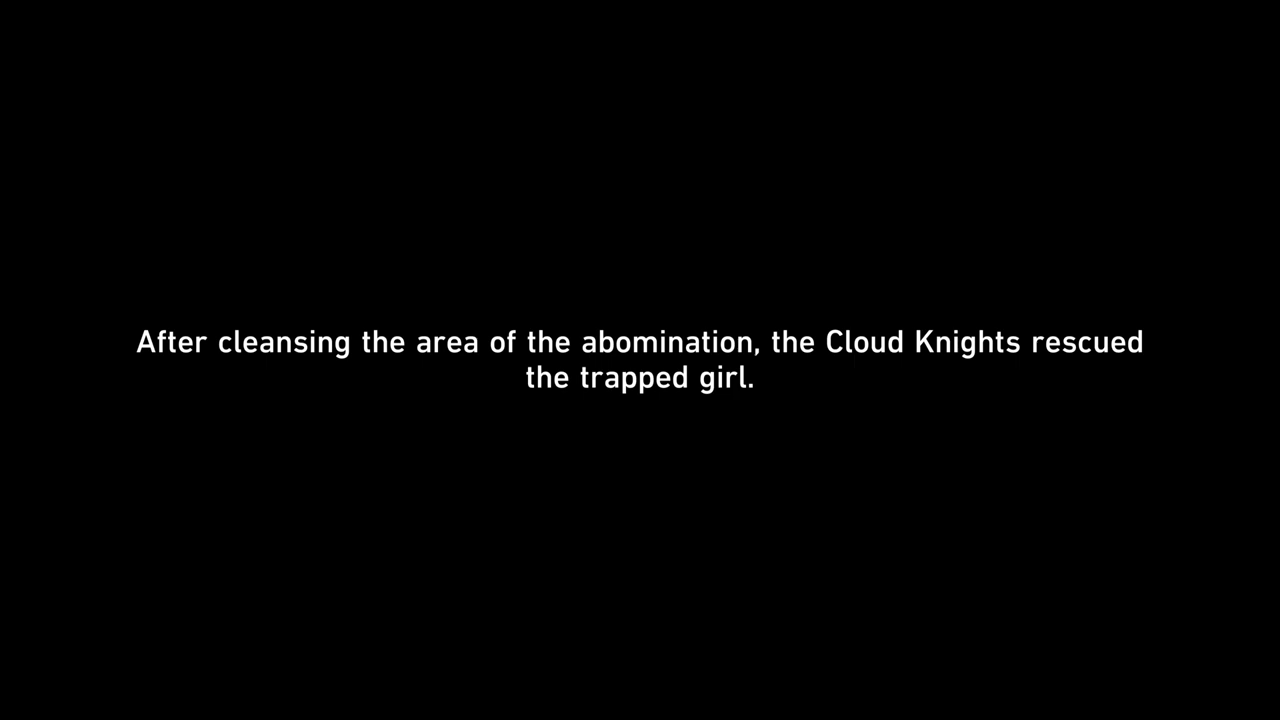 After cleansing the area of the abomination, the Cloud Knights rescued
the trapped girl.